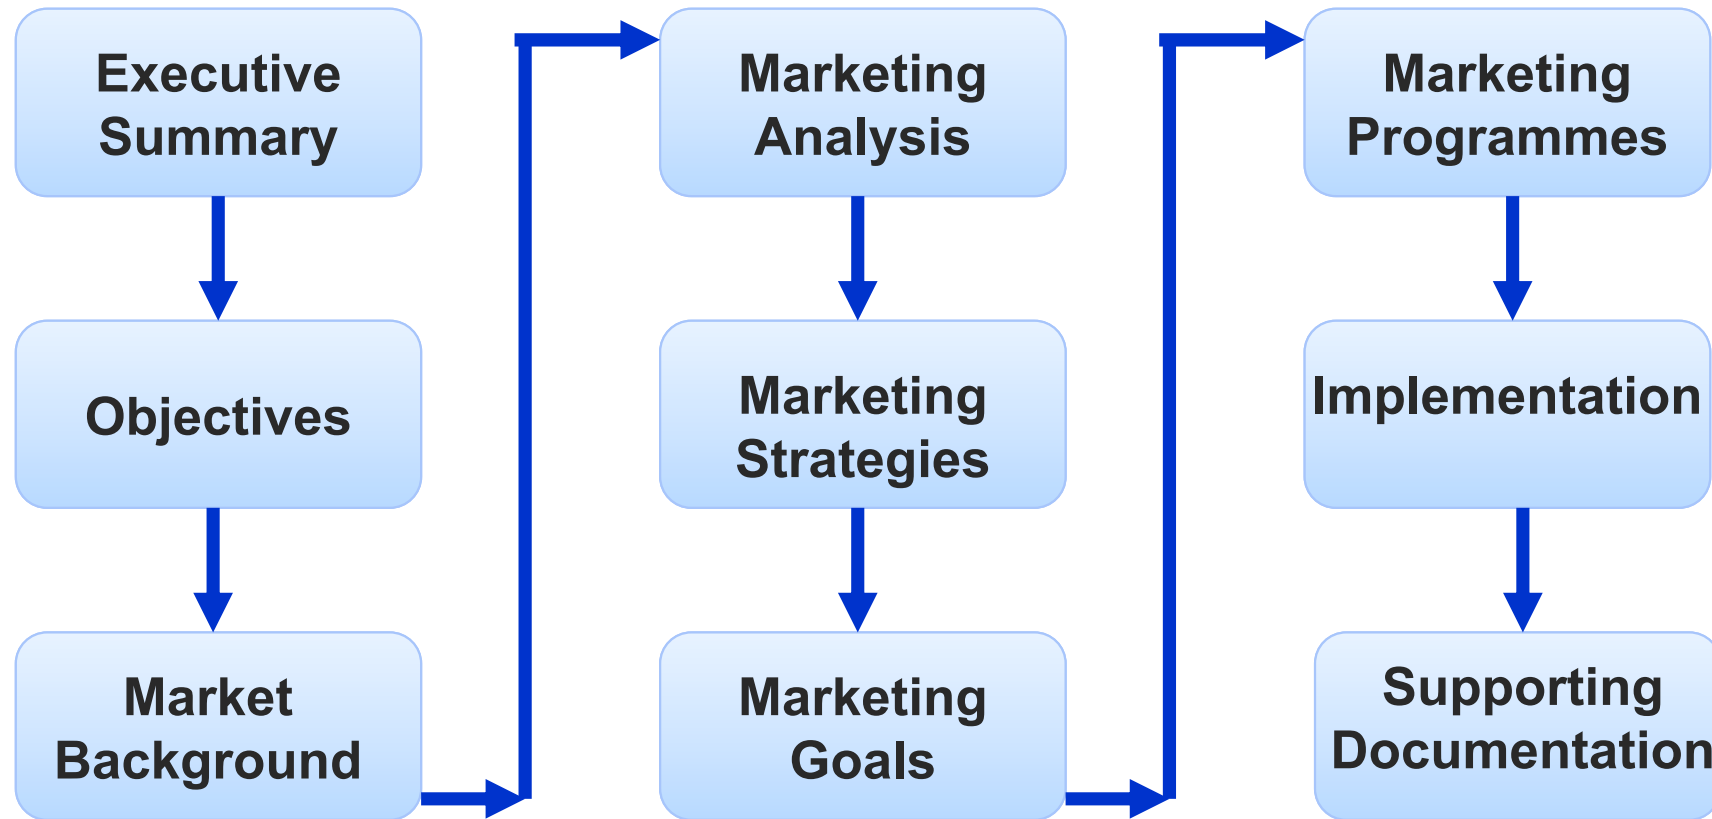 Executive
Summary
Objectives
Market
Background
Marketing
Analysis
Marketing
Strategies
Marketing
Goals
Marketing
Programmes
Implementation
Supporting
Documentation